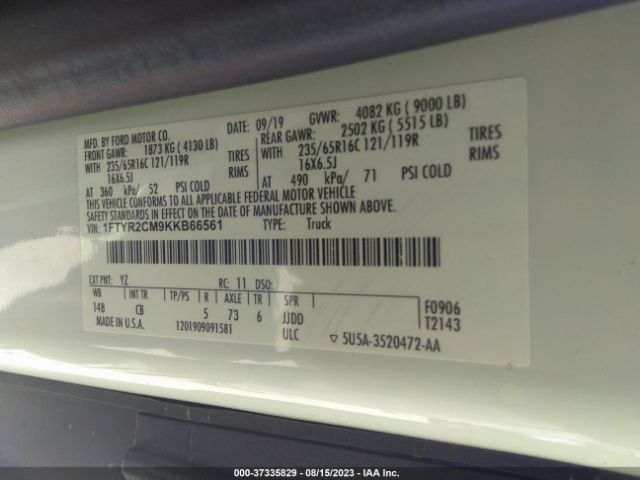 MFD. BY FORD MOTOR CO.
DATE: 09/19 GVWR: 4082 KG ( 9000 LB)
FRONT GAWR: 1873 KG ( 4130 LB) REAR GAWR: 2502 KG ( 5515 LB)
WITH 235/65R16C 121/119R TIRES WITH 235/65R16C 121/119R TIRES
16X6.5J RIMS 16X6.5J RIMS
AT 360 kPa/ 52 PSI COLD AT 490 kPa/ 71 PSI COLD
THIS VEHICLE CONFORMS TO ALL APPLICABLE FEDERAL MOTOR VEHICLE
SAFETY STANDARDS IN EFFECT ON THE DATE OF MANUFACTURE SHOWN ABOVE
VIN: 1FTYR2CM9KKB66561 TYPE: Truck
EXT PNT: YZ RC: 11 DSO:
WB INT TR TP/PS R AXLE TR SPR F0906
148 CB 5 73 6 JJDD T2143
MADE IN U.S.A. 1201909091581 ULC ▽ 5U5A-3520472-AA
000-37335829 - 08/15/2023 - IAA Inc.